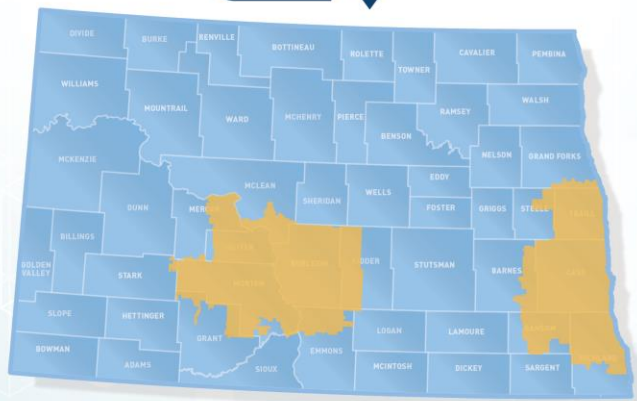 DIVIDE
BURKE
RENVILLE
BOTTINEAU
ROLETTE
TOWNER
CAVALIER
PEMBINA
WILLIAMS
MOUNTRAIL
WARD
MCHENRY
PIERCE
BENSON
RAMSEY
WALSH
MCKENZIE
NELSON
GRAND FORKS
DUNN
MCLEAN
SHERIDAN
WELLS
EDDY
FOSTER
GRIGGS
BILLINGS
GOLDEN
VALLEY
STARK
STUTSMAN
BARNES
CASS
SLOPE
HETTINGER
GRANT
LOGAN
LAMOURE
BOWMAN
ADAMS
SIOUX
EMMONS
MCINTOSH
DICKEY
SARGENT